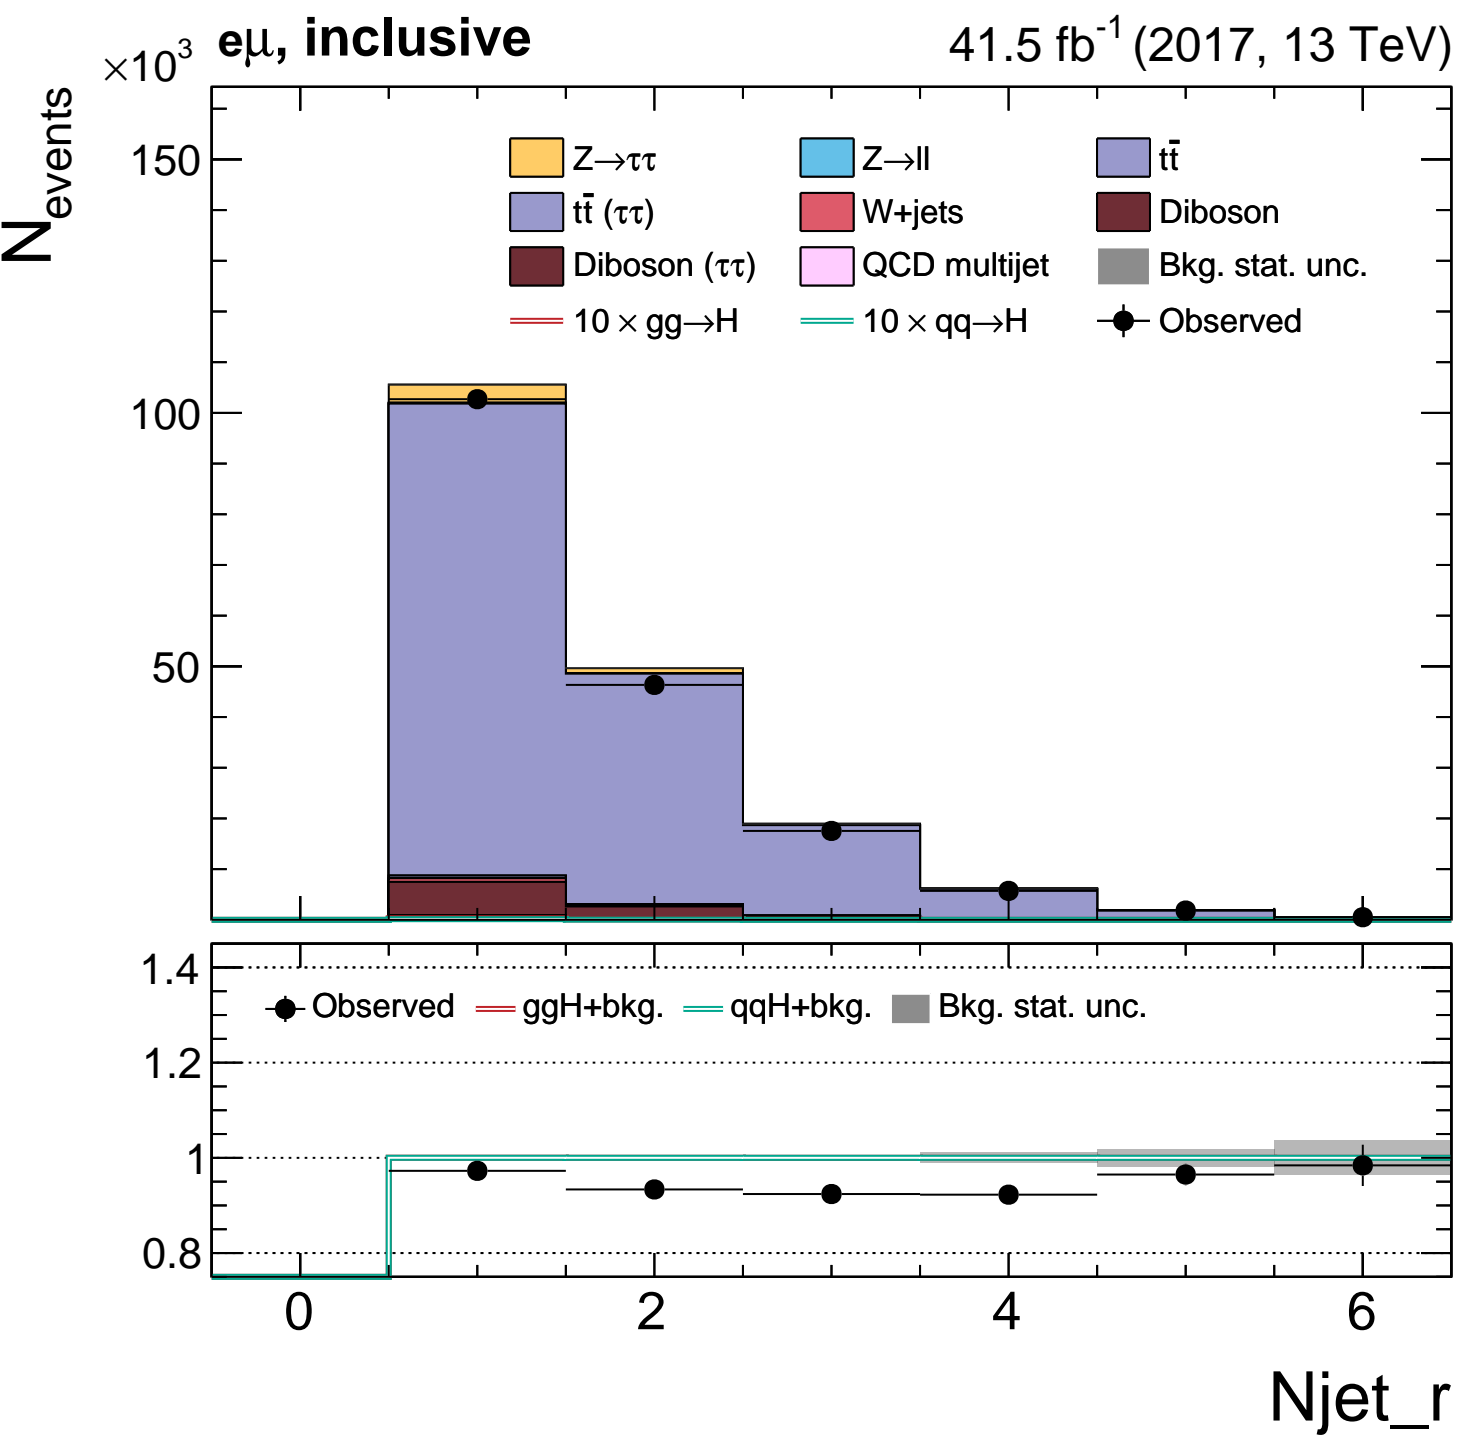 ×10³ eμ, inclusive 41.5 fb⁻¹ (2017, 13 TeV)
N_events
150
100
50
Z→ττ Z→ll tt̄
tt̄ (ττ) W+jets Diboson
Diboson (ττ) QCD multijet Bkg. stat. unc.
10 × gg→H 10 × qq→H Observed
1.4
1.2
1
0.8
Observed ggH+bkg. qqH+bkg. Bkg. stat. unc.
0 2 4 6
Njet_r